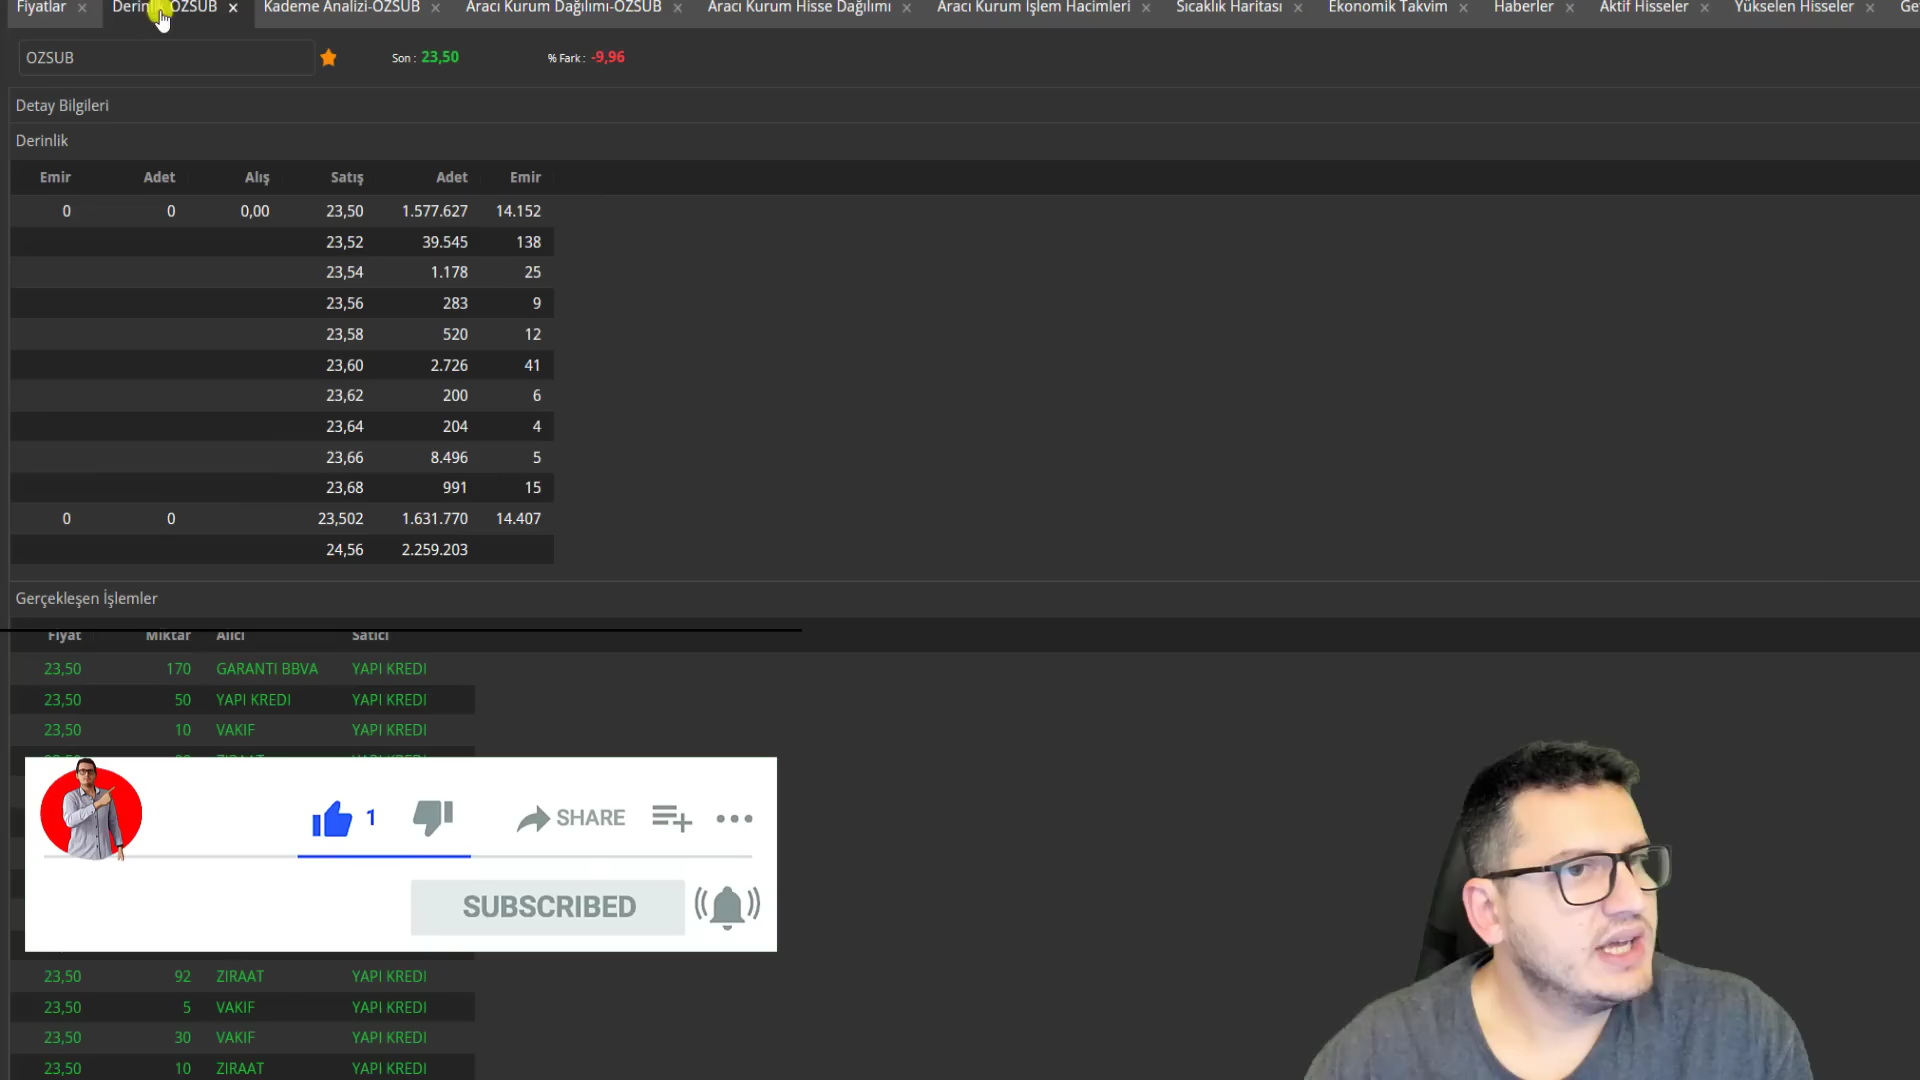 Fiyatlar × Derinlik OZSUB × Kademe Analizi-OZSUB × Aracı Kurum Dağılımı-OZSUB × Aracı Kurum Hisse Dağılımı × Aracı Kurum İşlem Hacimleri × Sıcaklık Haritası × Ekonomik Takvim × Haberler × Aktif Hisseler × Yükselen Hisseler ×
OZSUB Son : 23,50 % Fark : -9,96
Detay Bilgileri
Derinlik
Emir Adet Alış Satış Adet Emir
0 0 0,00 23,50 1.577.627 14.152
23,52 39.545 138
23,54 1.178 25
23,56 283 9
23,58 520 12
23,60 2.726 41
23,62 200 6
23,64 204 4
23,66 8.496 5
23,68 991 15
0 0 23,502 1.631.770 14.407
24,56 2.259.203
Gerçekleşen İşlemler
Fiyat Miktar Alıcı Satıcı
23,50 170 GARANTI BBVA YAPI KREDI
23,50 50 YAPI KREDI YAPI KREDI
23,50 10 VAKIF YAPI KREDI
1 SHARE
SUBSCRIBED
23,50 92 ZIRAAT YAPI KREDI
23,50 5 VAKIF YAPI KREDI
23,50 30 VAKIF YAPI KREDI
23,50 10 ZIRAAT YAPI KREDI